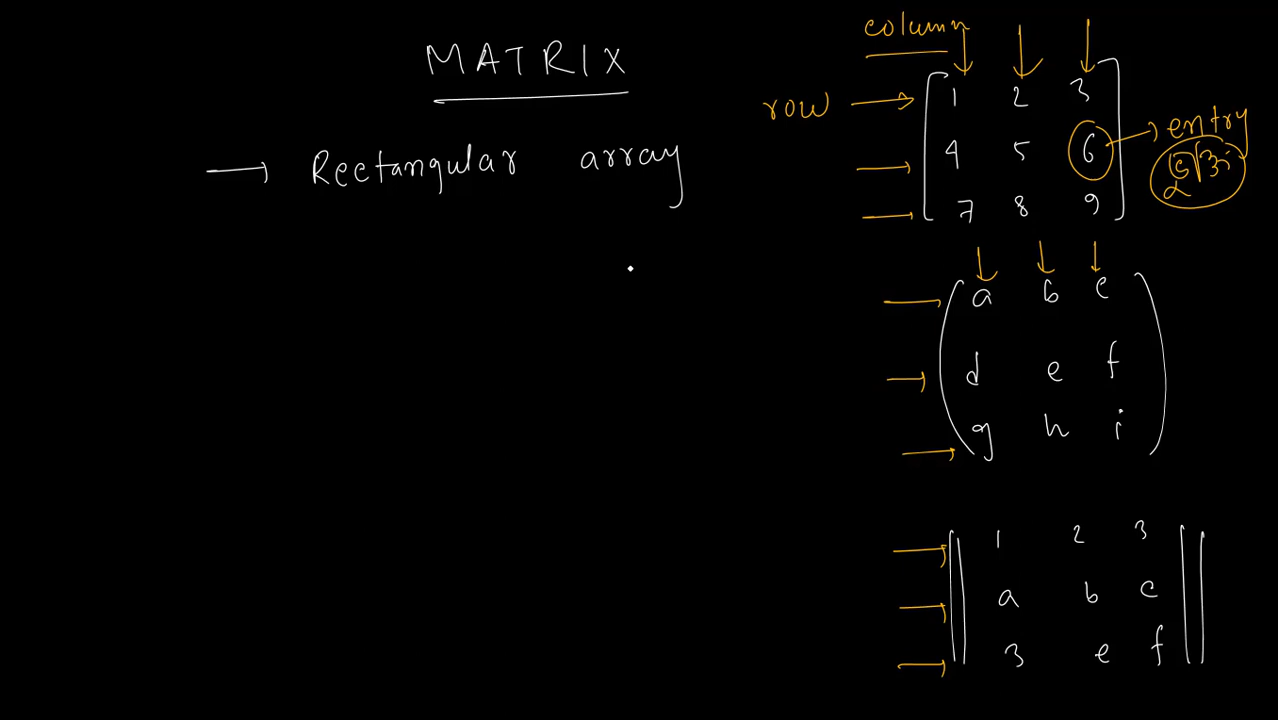 MATRIX
→ Rectangular array
column
row → 1 2 3
4 5 6 → entry
7 8 9
a b c
d e f
g h i
1 2 3
a b c
3 e f